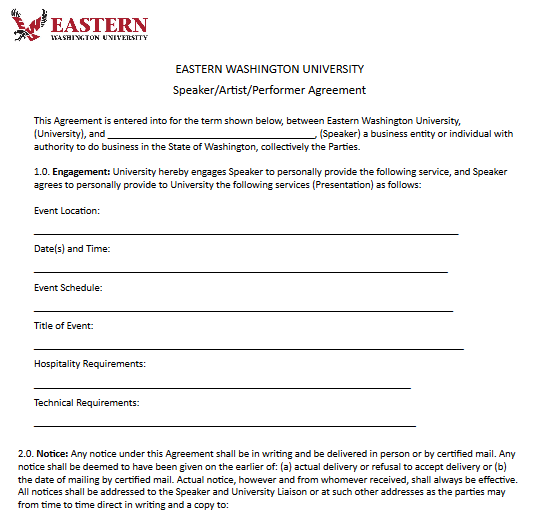 EASTERN
WASHINGTON UNIVERSITY
EASTERN WASHINGTON UNIVERSITY
Speaker/Artist/Performer Agreement
This Agreement is entered into for the term shown below, between Eastern Washington University,
(University), and ______________________________________, (Speaker) a business entity or individual with
authority to do business in the State of Washington, collectively the Parties.
1.0. Engagement: University hereby engages Speaker to personally provide the following service, and Speaker
agrees to personally provide to University the following services (Presentation) as follows:
Event Location:
Date(s) and Time:
Event Schedule:
Title of Event:
Hospitality Requirements:
Technical Requirements:
2.0. Notice: Any notice under this Agreement shall be in writing and be delivered in person or by certified mail. Any
notice shall be deemed to have been given on the earlier of: (a) actual delivery or refusal to accept delivery or (b)
the date of mailing by certified mail. Actual notice, however and from whomever received, shall always be effective.
All notices shall be addressed to the Speaker and University Liaison or at such other addresses as the parties may
from time to time direct in writing and a copy to: